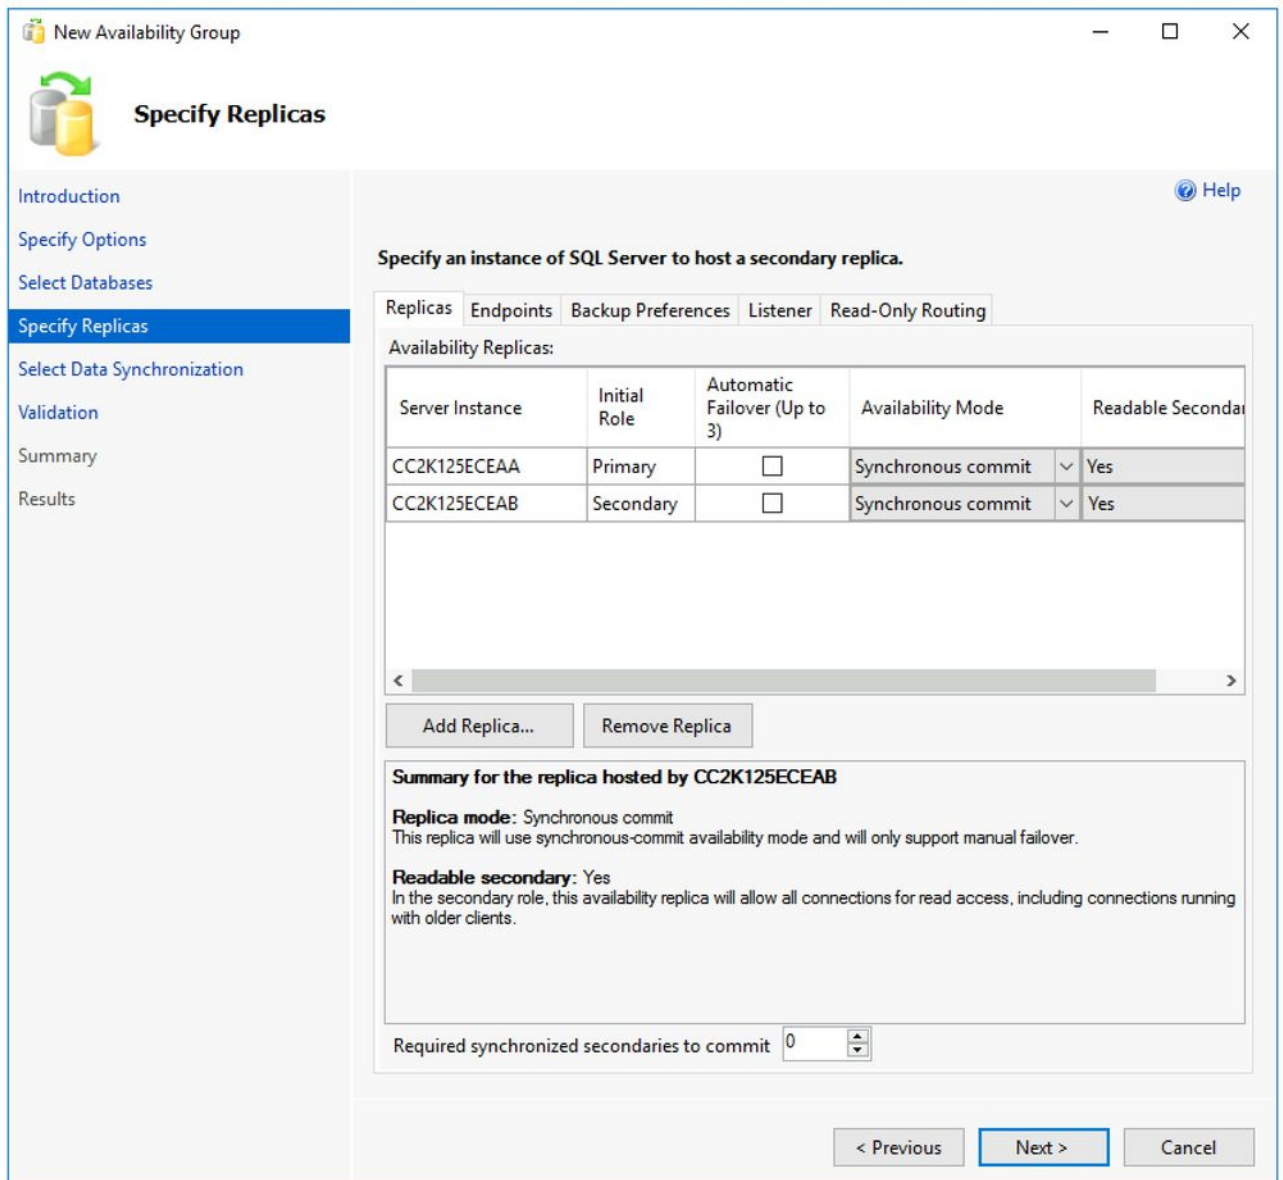 New Availability Group
Specify Replicas
Introduction
Specify Options
Select Databases
Specify Replicas
Select Data Synchronization
Validation
Summary
Results
Help
Specify an instance of SQL Server to host a secondary replica.
Replicas Endpoints Backup Preferences Listener Read-Only Routing
Availability Replicas:
Server Instance Initial Role Automatic Failover (Up to 3) Availability Mode Readable Seconda
CC2K125ECEAA Primary Synchronous commit Yes
CC2K125ECEAB Secondary Synchronous commit Yes
Add Replica... Remove Replica
Summary for the replica hosted by CC2K125ECEAB
Replica mode: Synchronous commit
This replica will use synchronous-commit availability mode and will only support manual failover.
Readable secondary: Yes
In the secondary role, this availability replica will allow all connections for read access, including connections running
with older clients.
Required synchronized secondaries to commit 0
< Previous Next > Cancel